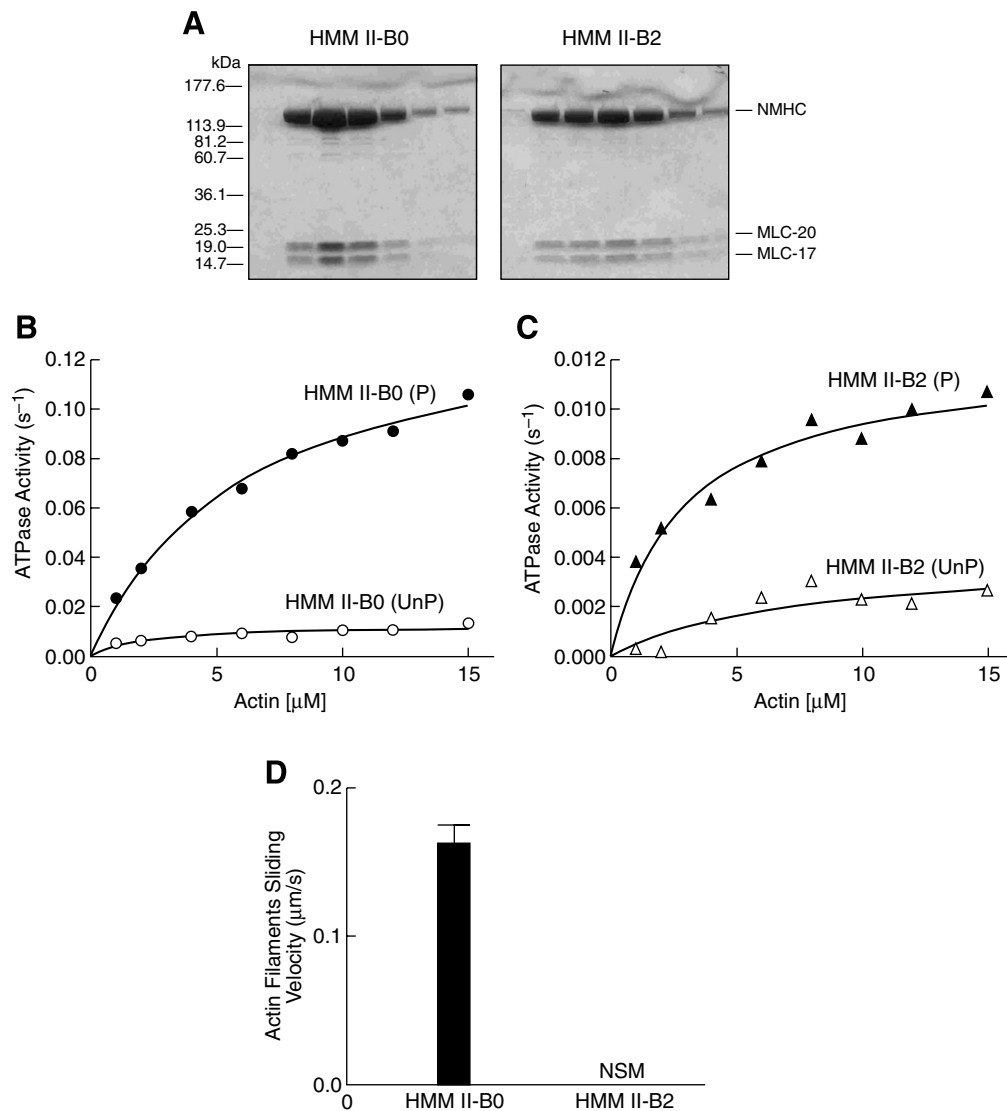 A
HMM II-B0
HMM II-B2
kDa
177.6
113.9
81.2
60.7
36.1
25.3
19.0
14.7
NMHC
MLC-20
MLC-17
B
ATPase Activity (s⁻¹)
0.12
0.10
0.08
0.06
0.04
0.02
0.00
HMM II-B0 (P)
HMM II-B0 (UnP)
0
5
10
15
Actin [μM]
C
ATPase Activity (s⁻¹)
0.012
0.010
0.008
0.006
0.004
0.002
0.000
HMM II-B2 (P)
HMM II-B2 (UnP)
0
5
10
15
Actin [μM]
D
Actin Filaments Sliding
Velocity (μm/s)
0.2
0.1
0.0
NSM
0
HMM II-B0
HMM II-B2